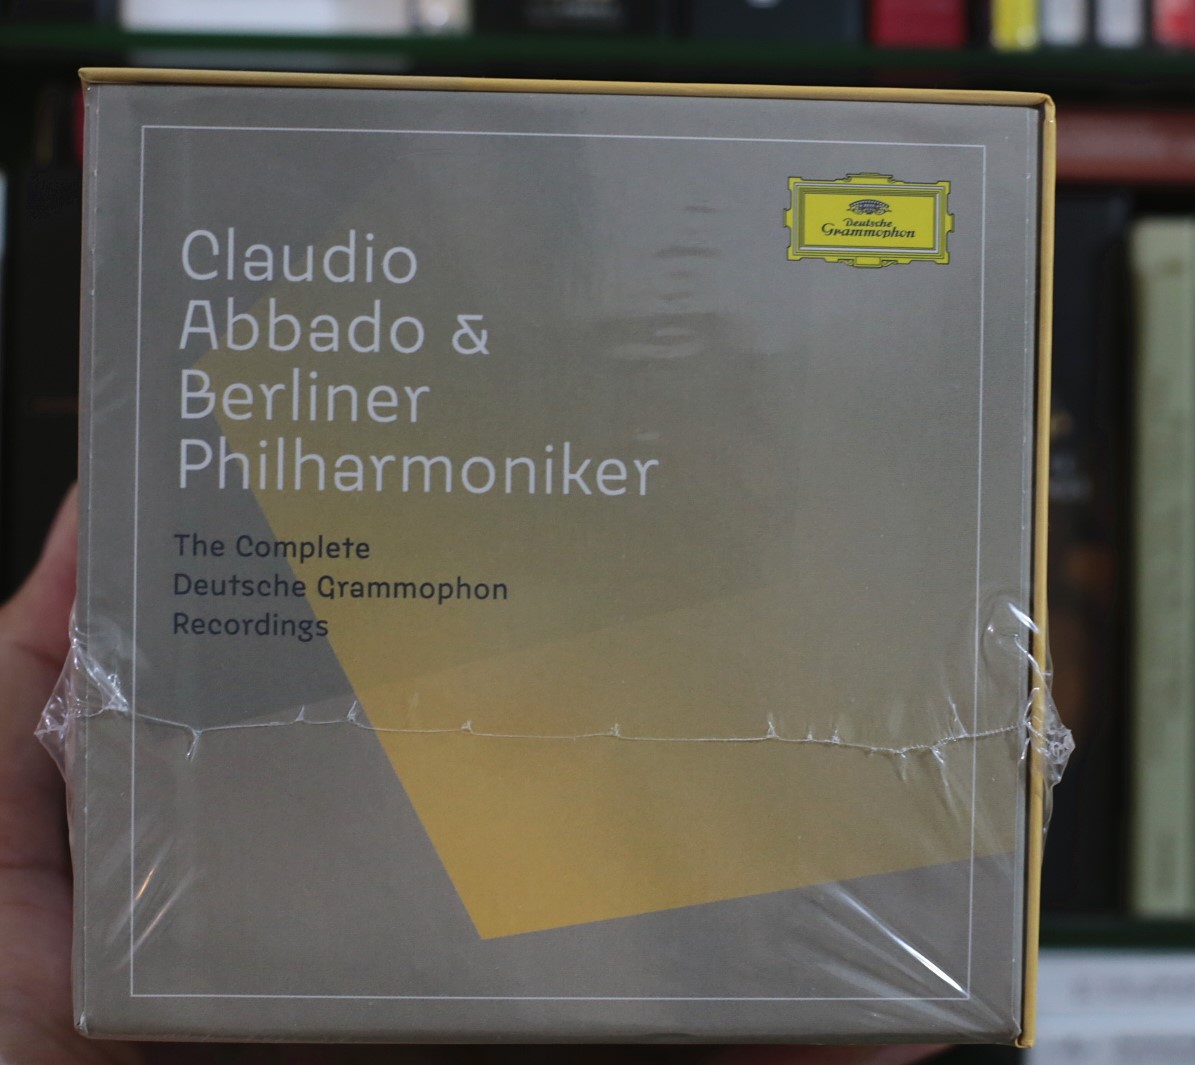 Claudio
Abbado &
Berliner
Philharmoniker
The Complete
Deutsche Grammophon
Recordings
Deutsche
Grammophon